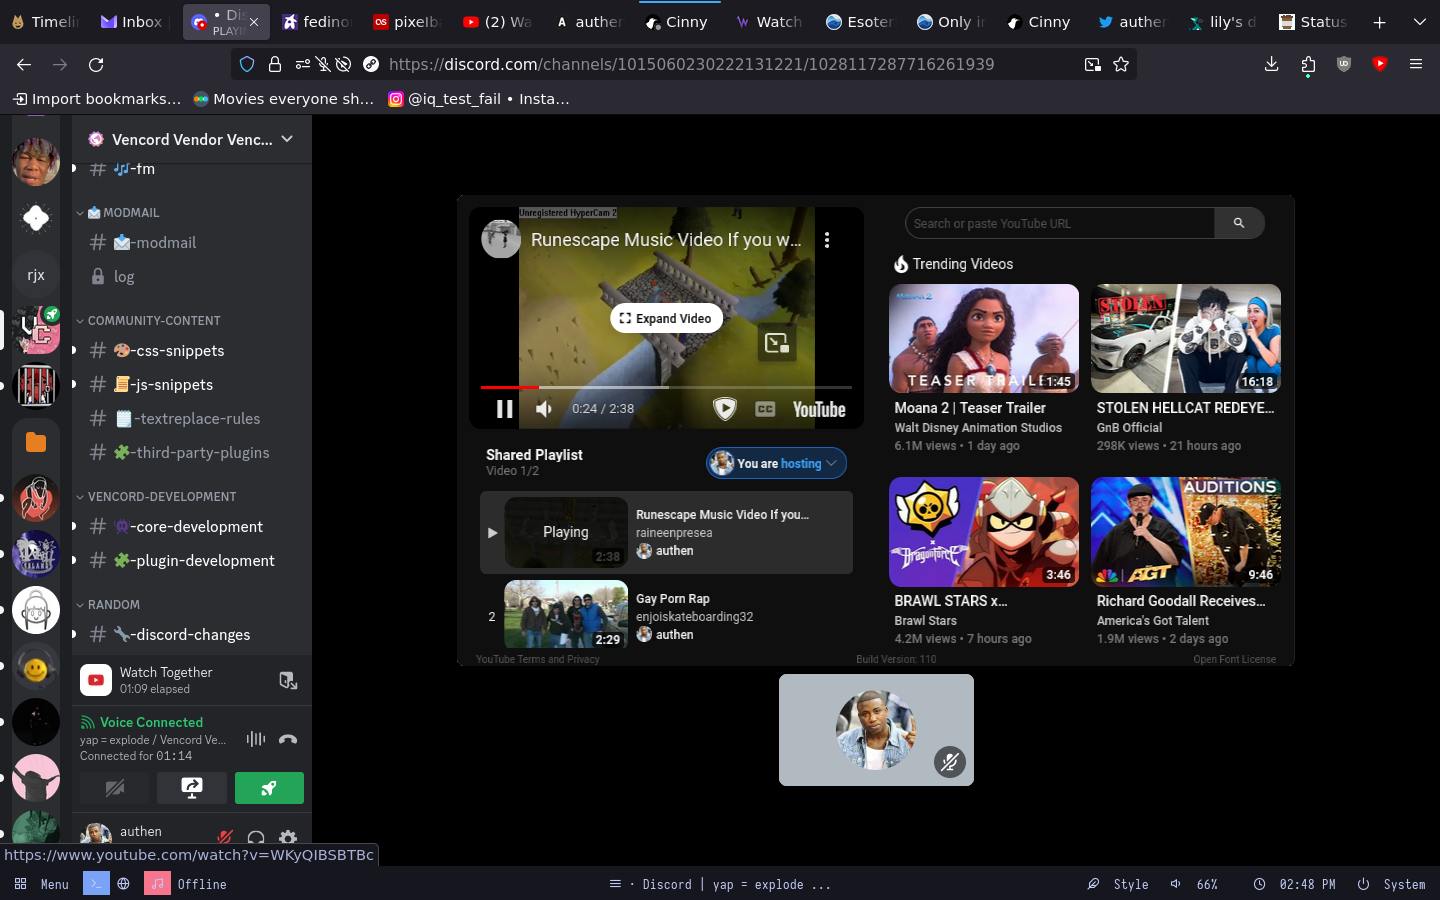 Timelin
Inbox
• Dis
PLAYIN
fedino
pixelb
(2) Wa
auther
Cinny
Watch
Esoter
Only in
Cinny
auther
lily's d
Status
https://discord.com/channels/1015060230222131221/1028117287716261939
Import bookmarks...
Movies everyone sh...
@iq_test_fail • Insta...
Vencord Vendor Venc...
-fm
MODMAIL
-modmail
log
rjx
COMMUNITY-CONTENT
-css-snippets
-js-snippets
-textreplace-rules
-third-party-plugins
VENCORD-DEVELOPMENT
-core-development
-plugin-development
RANDOM
-discord-changes
Watch Together
01:09 elapsed
Voice Connected
yap = explode / Vencord Ve...
Connected for 01:14
authen
https://www.youtube.com/watch?v=WKyQIBSBTBc
Unregistered HyperCam 2
Runescape Music Video If you w...
Expand Video
0:24 / 2:38
CC
YouTube
Shared Playlist
Video 1/2
You are hosting
Playing
2:38
Runescape Music Video If you...
raineenpresea
authen
2
2:29
Gay Porn Rap
enjoiskateboarding32
authen
YouTube Terms and Privacy
Build Version: 110
Open Font License
Search or paste YouTube URL
Trending Videos
TEASER TRAILE
1:45
Moana 2 | Teaser Trailer
Walt Disney Animation Studios
6.1M views • 1 day ago
STOLEN
16:18
STOLEN HELLCAT REDEYE...
GnB Official
298K views • 21 hours ago
BRAWL STARS
x
DragonForce
3:46
BRAWL STARS x...
Brawl Stars
4.2M views • 7 hours ago
AUDITIONS
NBC
AGT
9:46
Richard Goodall Receives...
America's Got Talent
1.9M views • 2 days ago
Menu
Offline
· Discord | yap = explode ...
Style
66%
02:48 PM
System